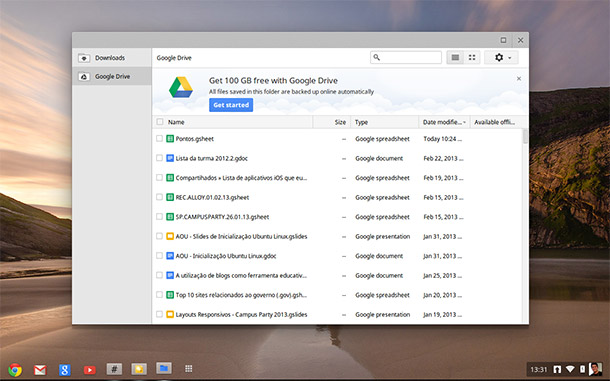 Downloads
Google Drive
Google Drive
Get 100 GB free with Google Drive
All files saved in this folder are backed up online automatically
Get started
Name Size Type Date modifie... Available offli...
Pontos.gsheet -- Google spreadsheet Today 10:24 ...
Lista da turma 2012.2.gdoc -- Google document Feb 22, 2013 ...
Compartilhados » Lista de aplicativos iOS que eu... -- Google spreadsheet Feb 19, 2013 ...
REC.ALLOY.01.02.13.gsheet -- Google spreadsheet Feb 15, 2013 ...
SP.CAMPUSPARTY.26.01.13.gsheet -- Google spreadsheet Feb 15, 2013 ...
AOU - Slides de Inicialização Ubuntu Linux.gslides -- Google presentation Jan 31, 2013 ...
AOU - Inicialização Ubuntu Linux.gdoc -- Google document Jan 31, 2013 ...
A utilização de blogs como ferramenta educativ... -- Google document Jan 25, 2013 ...
Top 10 sites relacionados ao governo (.gov).gsh... -- Google spreadsheet Jan 20, 2013 ...
Layouts Responsivos - Campus Party 2013.gslides -- Google presentation Jan 19, 2013 ...
8 # 13:31